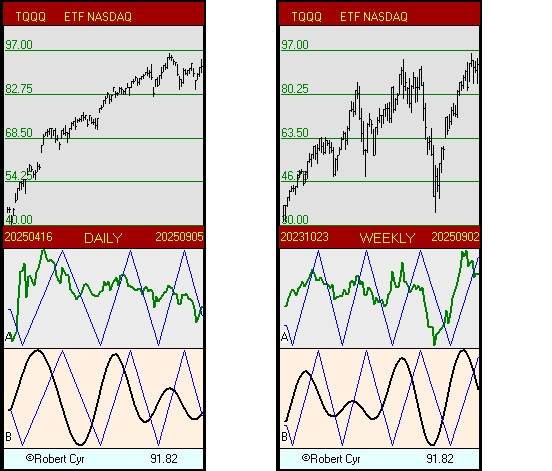 TQQQ ETF NASDAQ
97.00
82.75
68.50
54.25
40.00
20250416 DAILY 20250905
A
B
©Robert Cyr 91.82
TQQQ ETF NASDAQ
97.00
80.25
63.50
46.
30.00
20231023 WEEKLY 20250902
A
B
©Robert Cyr 91.82